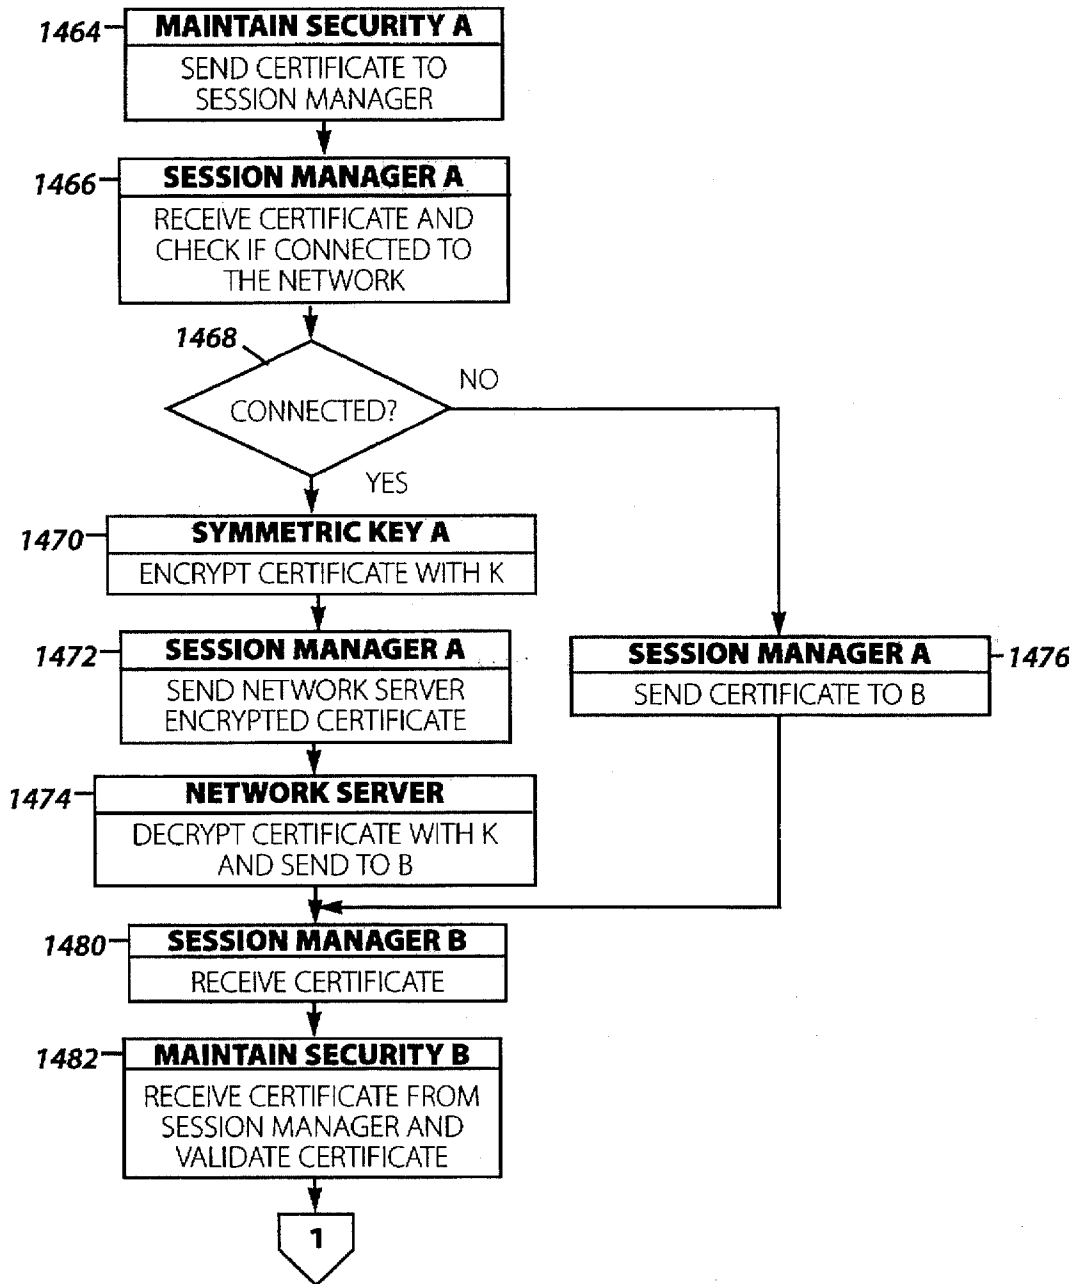 1464
MAINTAIN SECURITY A
SEND CERTIFICATE TO
SESSION MANAGER
1466
SESSION MANAGER A
RECEIVE CERTIFICATE AND
CHECK IF CONNECTED TO
THE NETWORK
1468
CONNECTED?
NO
YES
1470
SYMMETRIC KEY A
ENCRYPT CERTIFICATE WITH K
1472
SESSION MANAGER A
SEND NETWORK SERVER
ENCRYPTED CERTIFICATE
SESSION MANAGER A
1476
SEND CERTIFICATE TO B
1474
NETWORK SERVER
DECRYPT CERTIFICATE WITH K
AND SEND TO B
1480
SESSION MANAGER B
RECEIVE CERTIFICATE
1482
MAINTAIN SECURITY B
RECEIVE CERTIFICATE FROM
SESSION MANAGER AND
VALIDATE CERTIFICATE
1